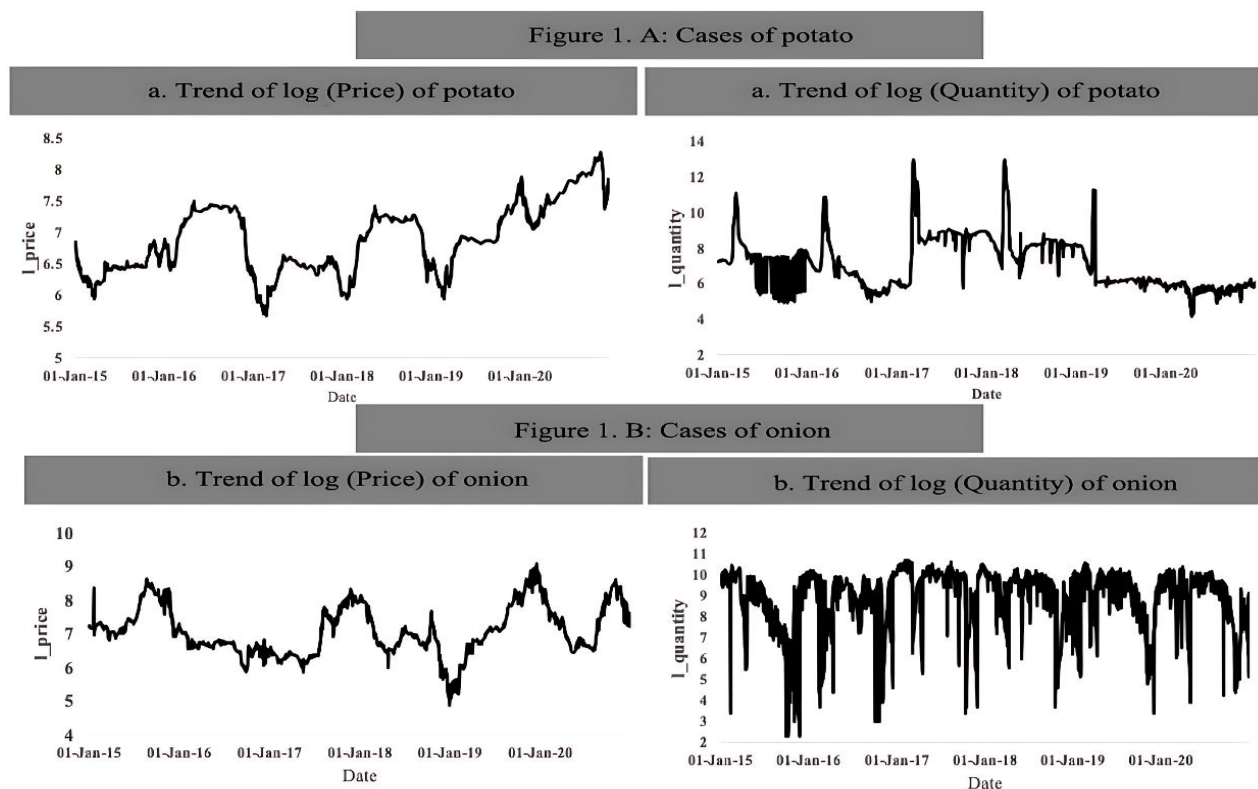 Figure 1. A: Cases of potato
a. Trend of log (Price) of potato
a. Trend of log (Quantity) of potato
8.5
8
7.5
7
6.5
6
5.5
5
l_price
01-Jan-15 01-Jan-16 01-Jan-17 01-Jan-18 01-Jan-19 01-Jan-20
Date
14
12
10
8
6
4
2
l_quantity
01-Jan-15 01-Jan-16 01-Jan-17 01-Jan-18 01-Jan-19 01-Jan-20
Date
Figure 1. B: Cases of onion
b. Trend of log (Price) of onion
b. Trend of log (Quantity) of onion
10
9
8
7
6
5
4
l_price
01-Jan-15 01-Jan-16 01-Jan-17 01-Jan-18 01-Jan-19 01-Jan-20
Date
12
11
10
9
8
7
6
5
4
3
2
l_quantity
01-Jan-15 01-Jan-16 01-Jan-17 01-Jan-18 01-Jan-19 01-Jan-20
Date